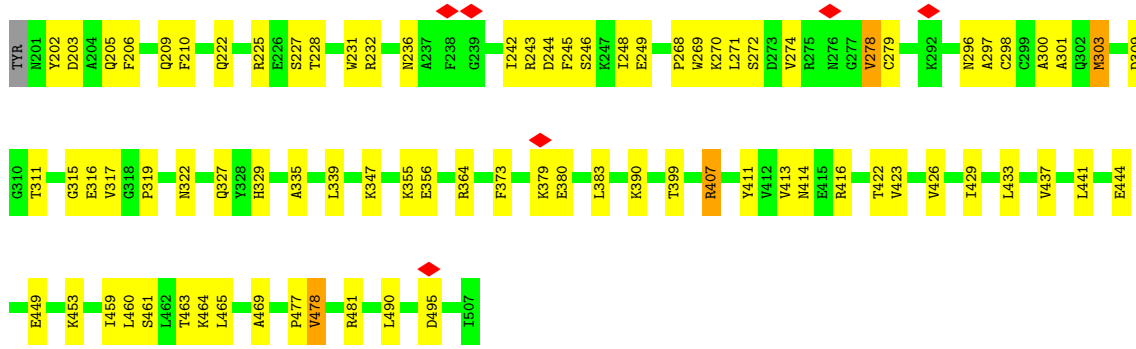 TYR N201 Y202 D203 A204 Q205 F206 Q209 F210 Q222 R225 E226 S227 T228 W231 R232 N236 A237 F238 G239 I242 R243 D244 F245 S246 K247 I248 E249 P268 W269 K270 L271 S272 D273 V274 R275 N276 G277 V278 C279 K292 N296 A297 C298 C299 A300 A301 Q302 M303
G310 T311 G315 E316 V317 G318 P319 N322 Q327 Y328 H329 A335 L339 K347 K355 E356 R364 F373 K379 E380 L383 K390 T399 R407 Y411 V412 V413 N414 E415 R416 T422 V423 V426 I429 L433 V437 L441 E444
E449 K453 I459 L460 S461 L462 T463 K464 L465 A469 P477 V478 R481 L490 D495 I507